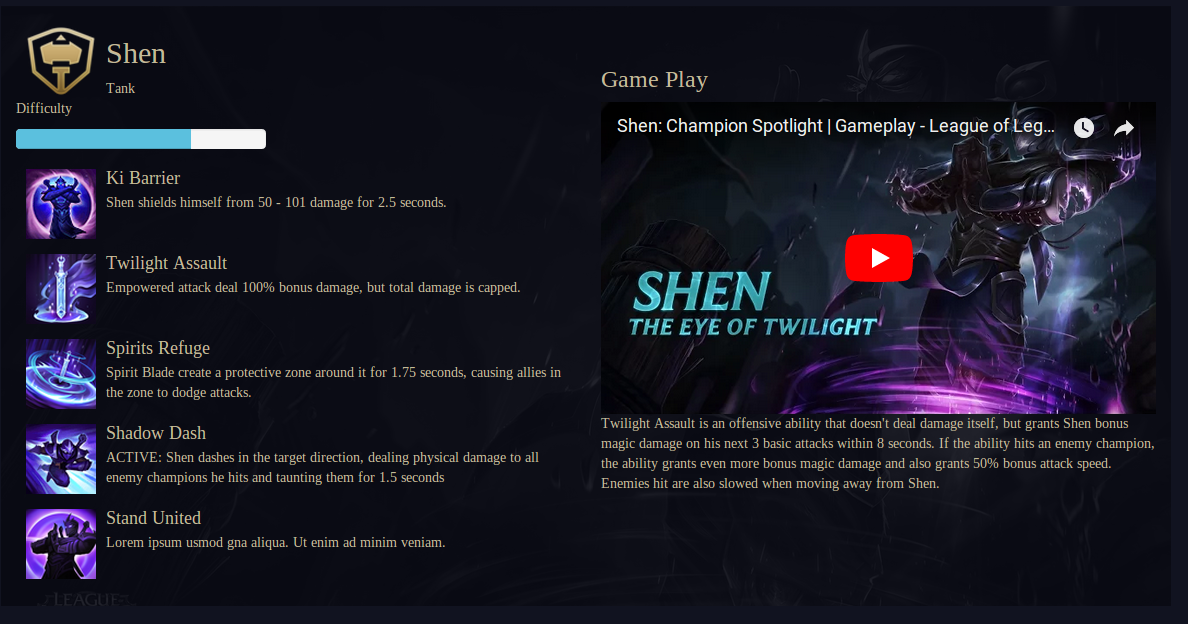 Shen
Tank
Difficulty
Ki Barrier
Shen shields himself from 50 - 101 damage for 2.5 seconds.
Twilight Assault
Empowered attack deal 100% bonus damage, but total damage is capped.
Spirits Refuge
Spirit Blade create a protective zone around it for 1.75 seconds, causing allies in
the zone to dodge attacks.
Shadow Dash
ACTIVE: Shen dashes in the target direction, dealing physical damage to all
enemy champions he hits and taunting them for 1.5 seconds
Stand United
Lorem ipsum usmod gna aliqua. Ut enim ad minim veniam.
LEAGUE
Game Play
Shen: Champion Spotlight | Gameplay - League of Leg...
SHEN
THE EYE OF TWILIGHT
Twilight Assault is an offensive ability that doesn't deal damage itself, but grants Shen bonus
magic damage on his next 3 basic attacks within 8 seconds. If the ability hits an enemy champion,
the ability grants even more bonus magic damage and also grants 50% bonus attack speed.
Enemies hit are also slowed when moving away from Shen.